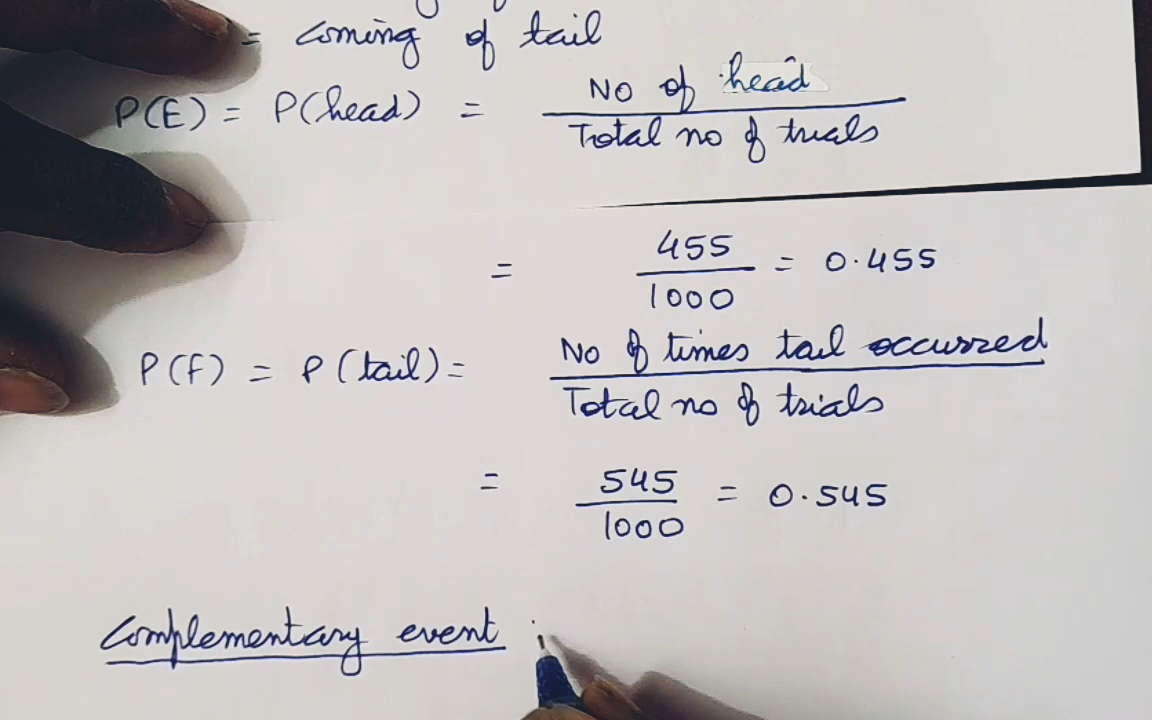 = coming of tail
P(E) = P(head) = No of head
Total no of trials
= 455
1000 = 0.455
P(F) = P(tail) = No of times tail occurred
Total no of trials
= 545
1000 = 0.545
Complementary event